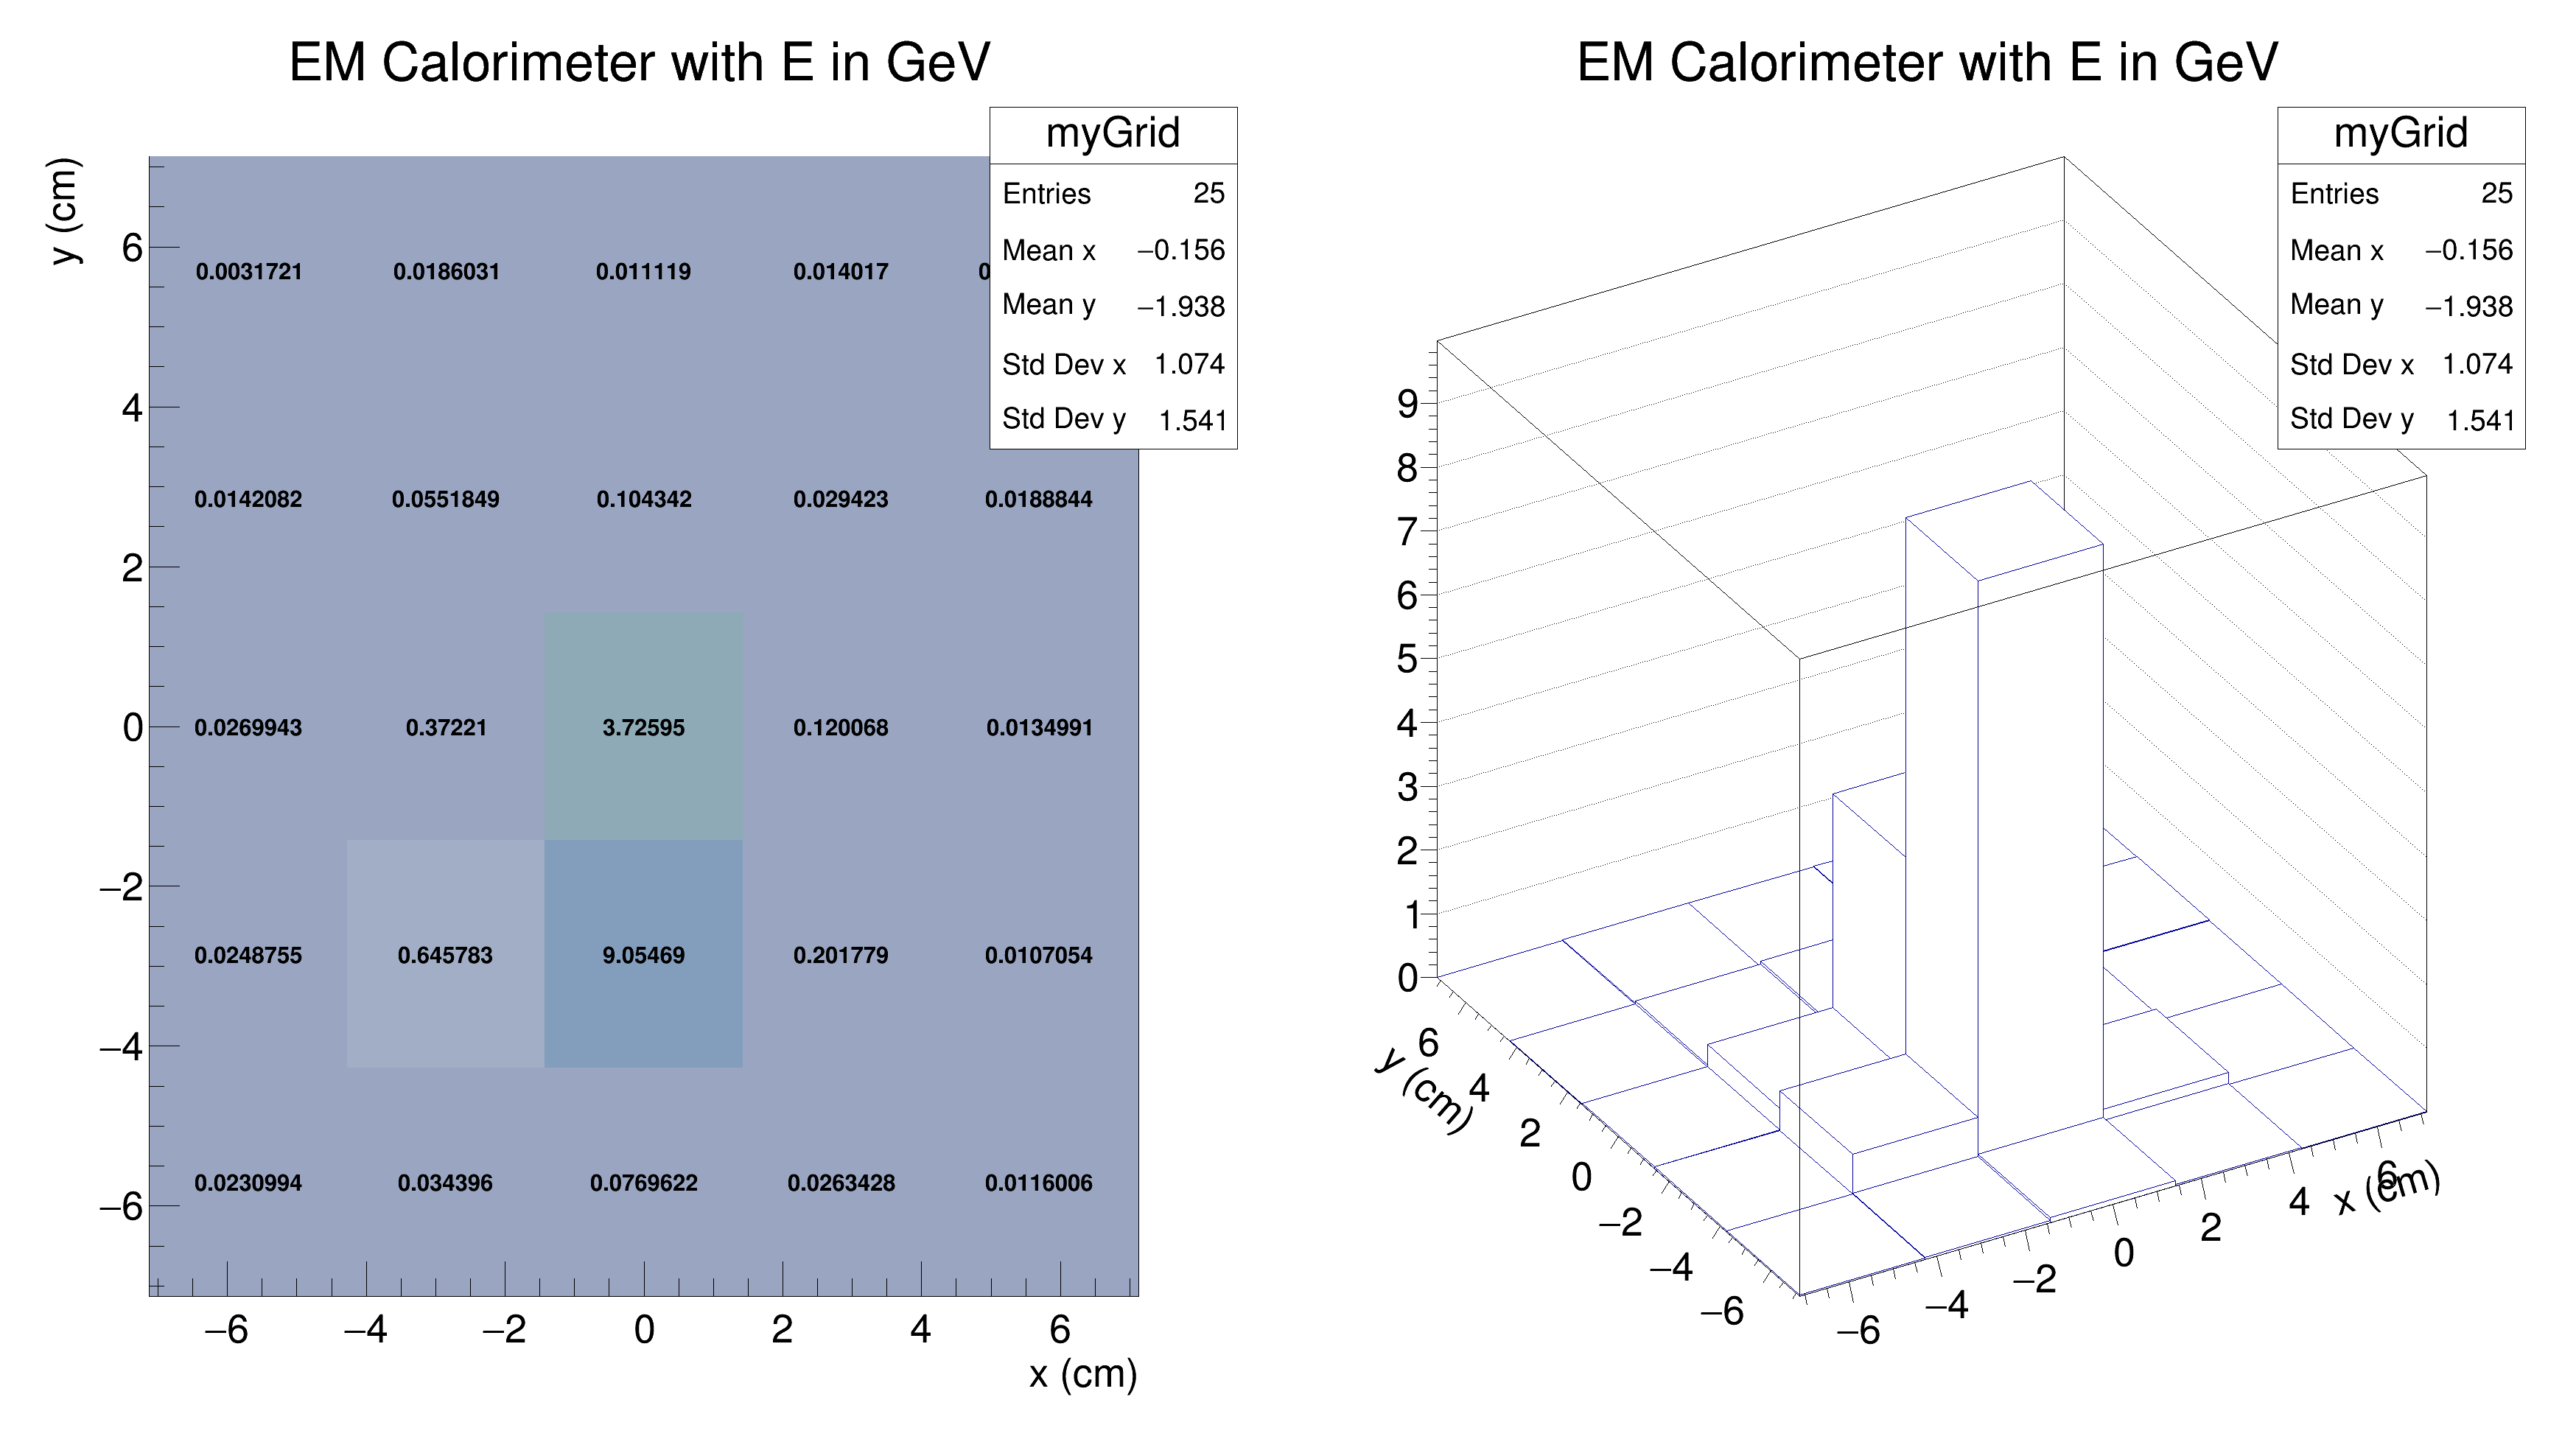 EM Calorimeter with E in GeV
myGrid
Entries 25
Mean x −0.156
Mean y −1.938
Std Dev x 1.074
Std Dev y 1.541
y (cm)
6
4
2
0
−2
−4
−6
0.0031721 0.0186031 0.011119 0.014017 0
0.0142082 0.0551849 0.104342 0.029423 0.0188844
0.0269943 0.37221 3.72595 0.120068 0.0134991
0.0248755 0.645783 9.05469 0.201779 0.0107054
0.0230994 0.034396 0.0769622 0.0263428 0.0116006
−6 −4 −2 0 2 4 6
x (cm)
EM Calorimeter with E in GeV
myGrid
Entries 25
Mean x −0.156
Mean y −1.938
Std Dev x 1.074
Std Dev y 1.541
9
8
7
6
5
4
3
2
1
0
6
4
2
0
−2
−4
−6
y (cm)
−6
−4
−2
0
2
4
6
x (cm)